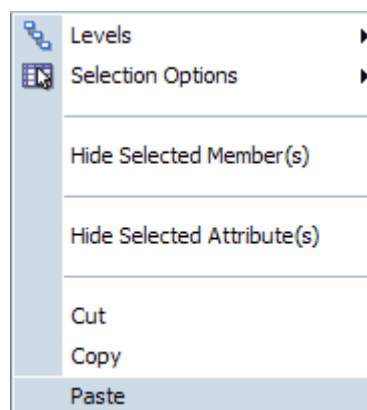 Levels
Selection Options
Hide Selected Member(s)
Hide Selected Attribute(s)
Cut
Copy
Paste